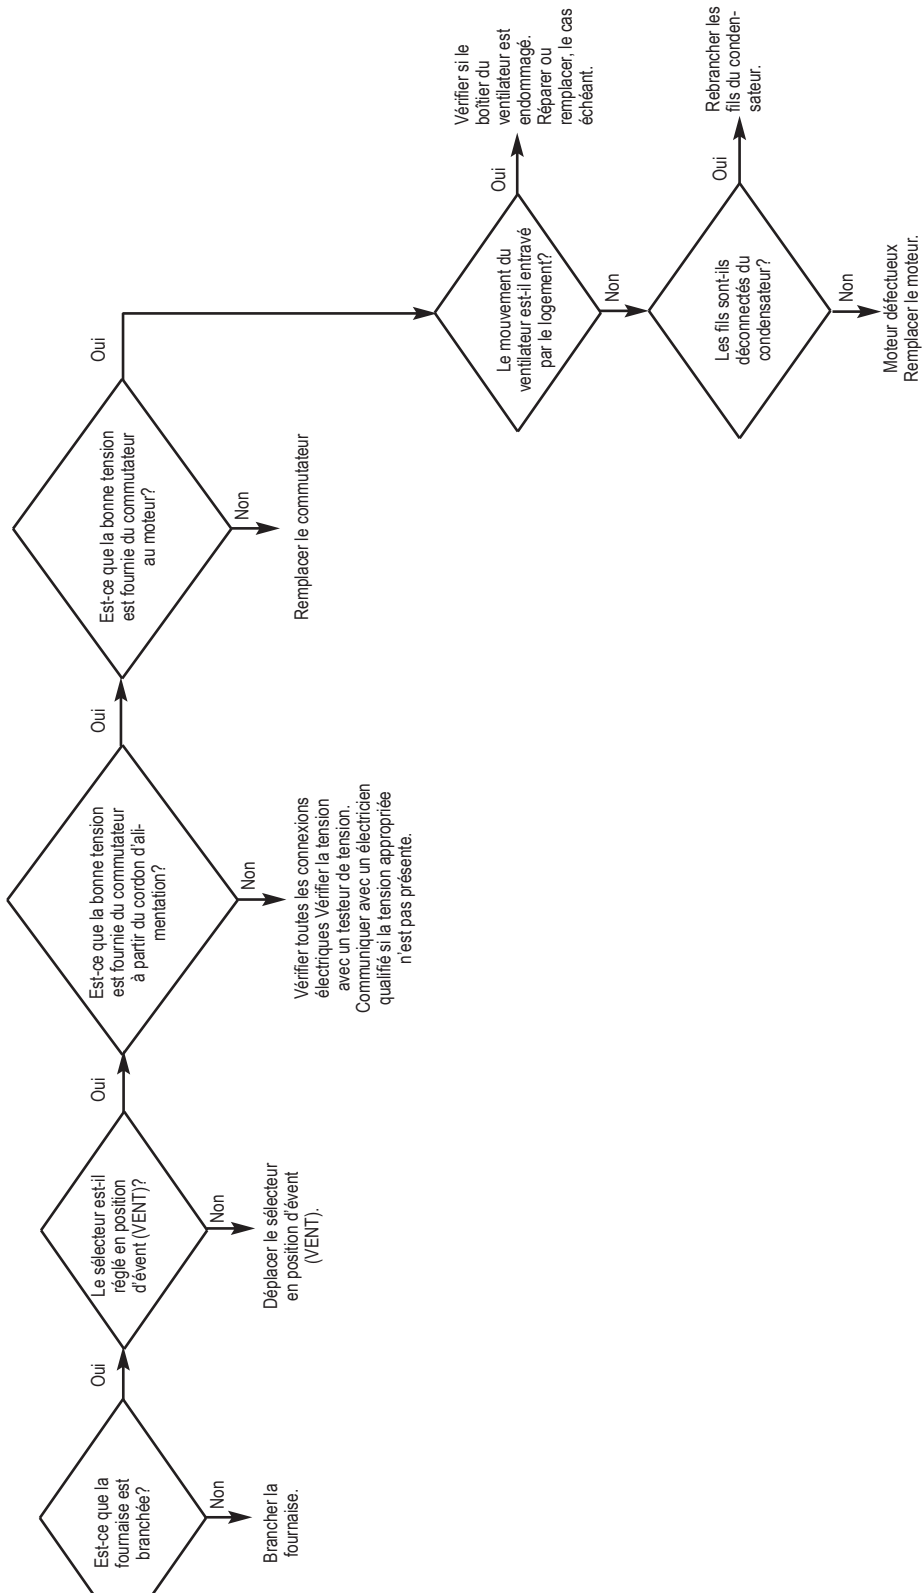 Est-ce que la
fournaise est
branchée?
Oui
Non
Brancher la
fournaise.
Le sélecteur est-il
réglé en position
d'évent (VENT)?
Oui
Non
Déplacer le sélecteur
en position d'évent
(VENT).
Est-ce que la bonne tension
est fournie du commutateur
à partir du cordon d'ali-
mentation?
Oui
Non
Vérifier toutes les connexions
électriques Vérifier la tension
avec un testeur de tension.
Communiquer avec un électricien
qualifié si la tension appropriée
n'est pas présente.
Est-ce que la bonne tension
est fournie du commutateur
au moteur?
Oui
Non
Remplacer le commutateur
Le mouvement du
ventilateur est-il entravé
par le logement?
Oui
Vérifier si le
boîtier du
ventilateur est
endommagé.
Réparer ou
remplacer, le cas
échéant.
Non
Les fils sont-ils
déconnectés du
condensateur?
Oui
Rebrancher les
fils du conden-
sateur.
Non
Moteur défectueux
Remplacer le moteur.